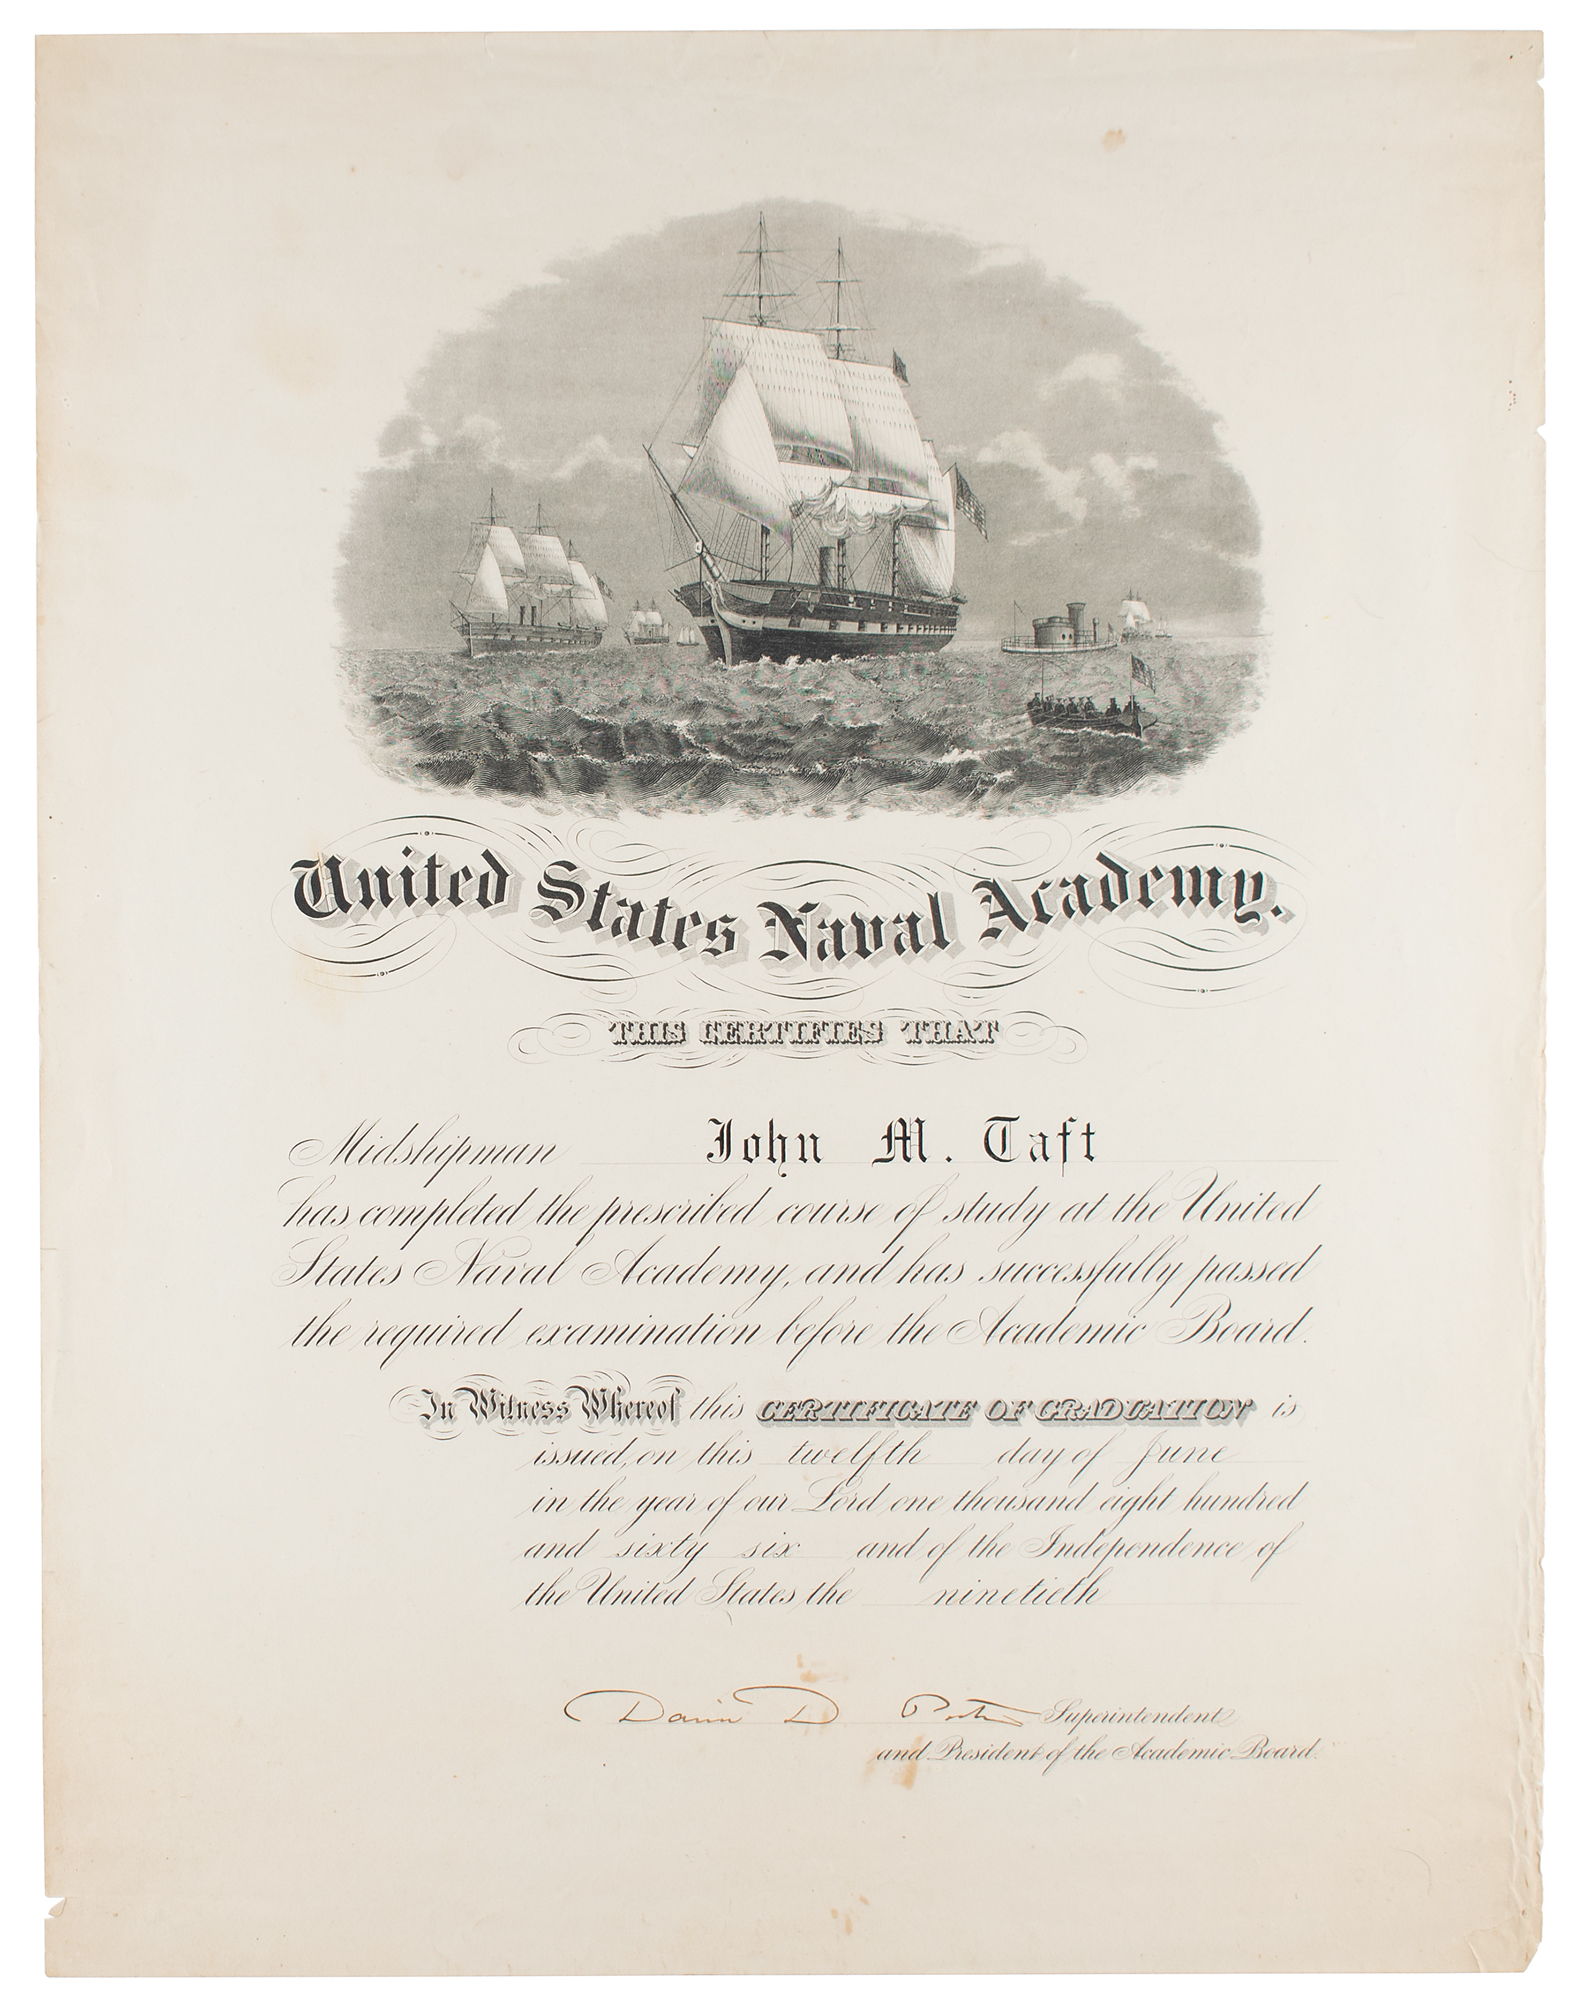 United States Naval Academy.
THIS CERTIFIES THAT
Midshipman John M. Taft
has completed the prescribed course of study at the United
States Naval Academy, and has successfully passed
the required examination before the Academic Board.
In Witness Whereof this CERTIFICATE OF GRADUATION is
issued, on this twelfth day of June
in the year of our Lord one thousand eight hundred
and sixty six and of the Independence of
the United States, the ninetieth
David D Porter Superintendent
and President of the Academic Board.